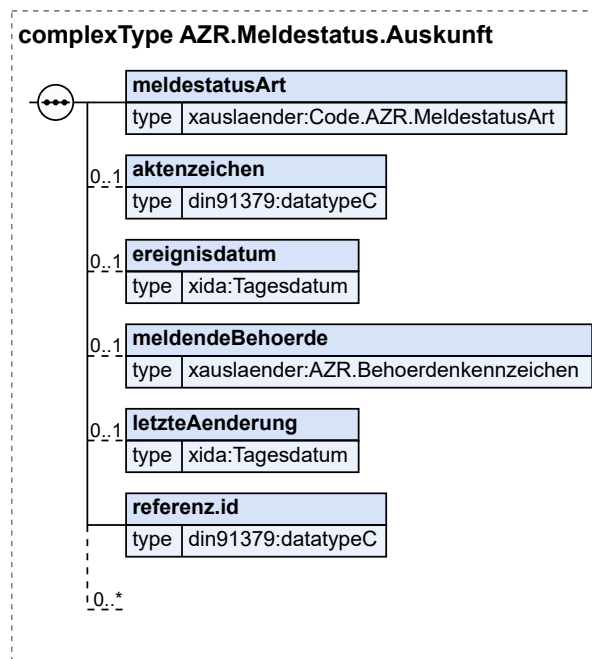 complexType AZR.Meldestatus.Auskunft
meldestatusArt
type xauslaender:Code.AZR.MeldestatusArt
0..1 aktenzeichen
type din91379:datatypeC
0..1 ereignisdatum
type xida:Tagesdatum
0..1 meldendeBehoerde
type xauslaender:AZR.Behoerdenkennzeichen
0..1 letzteAenderung
type xida:Tagesdatum
referenz.id
type din91379:datatypeC
0..*